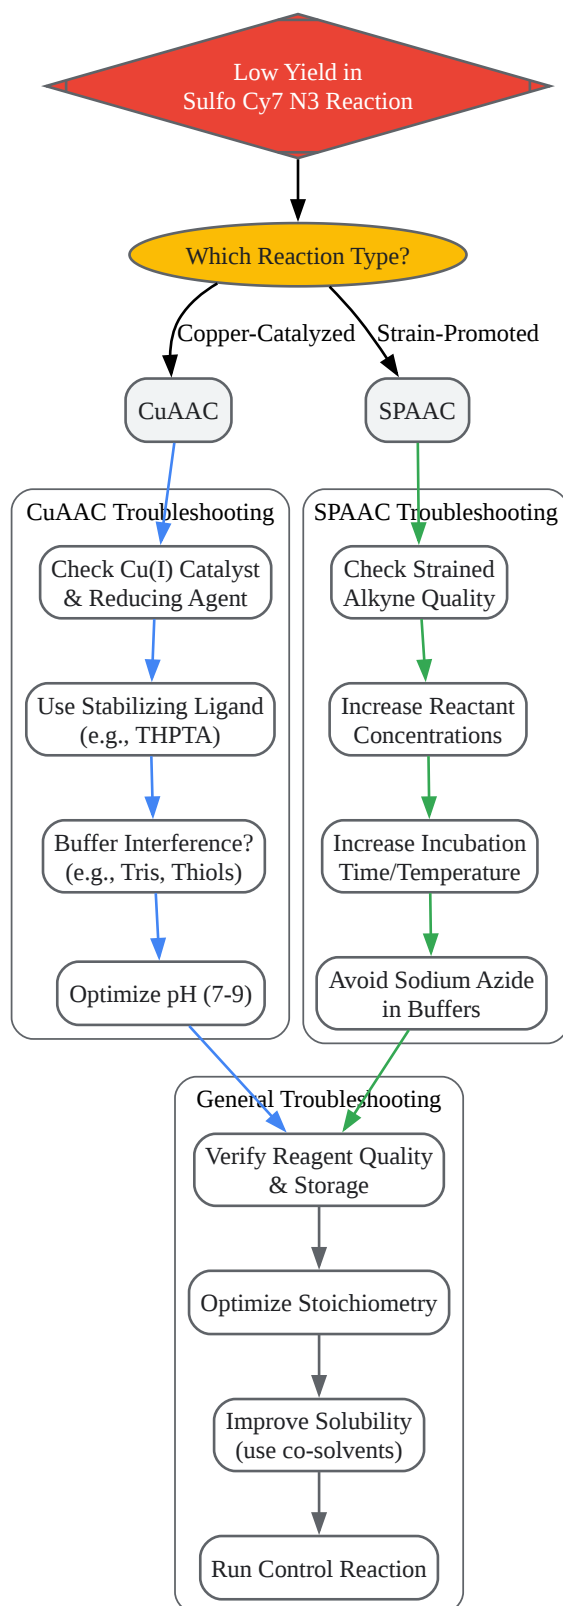 Low Yield in
Sulfo Cy7 N3 Reaction
Which Reaction Type?
Copper-Catalyzed
Strain-Promoted
CuAAC
SPAAC
CuAAC Troubleshooting
Check Cu(I) Catalyst
& Reducing Agent
Use Stabilizing Ligand
(e.g., THPTA)
Buffer Interference?
(e.g., Tris, Thiols)
Optimize pH (7-9)
SPAAC Troubleshooting
Check Strained
Alkyne Quality
Increase Reactant
Concentrations
Increase Incubation
Time/Temperature
Avoid Sodium Azide
in Buffers
General Troubleshooting
Verify Reagent Quality
& Storage
Optimize Stoichiometry
Improve Solubility
(use co-solvents)
Run Control Reaction